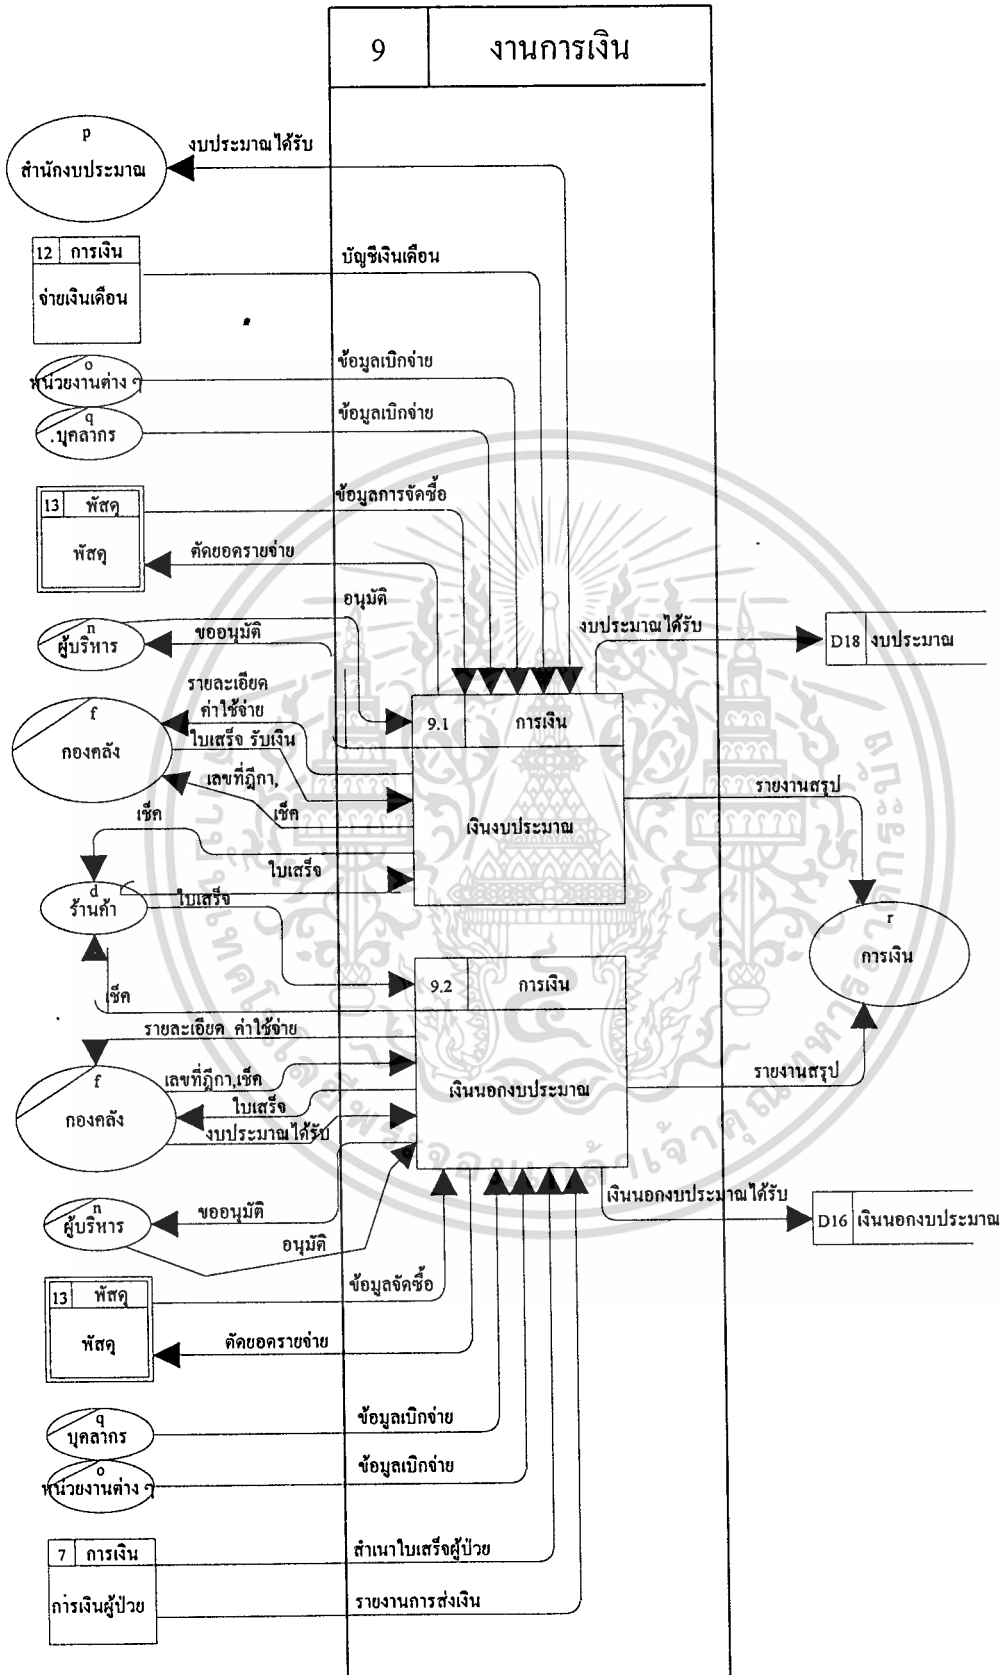 9 งานการเงิน
p
สำนักงบประมาณ
งบประมาณได้รับ
12 การเงิน
จ่ายเงินเดือน
บัญชีเงินเดือน
o
หน่วยงานต่าง ๆ
ข้อมูลเบิกจ่าย
q
.บุคลากร
ข้อมูลเบิกจ่าย
13 พัสดุ
พัสดุ
ข้อมูลการจัดซื้อ
ตัดยอดรายจ่าย
อนุมัติ
n
ผู้บริหาร
ขออนุมัติ
งบประมาณได้รับ
D18 งบประมาณ
รายละเอียด
ค่าใช้จ่าย
f
กองคลัง
ใบเสร็จ รับเงิน
เลขที่ฎีกา,
เช็ค
9.1 การเงิน
เงินงบประมาณ
รายงานสรุป
เช็ค
ใบเสร็จ
d
ร้านค้า
ใบเสร็จ
r
การเงิน
9.2 การเงิน
เงินนอกงบประมาณ
เช็ค
รายละเอียด ค่าใช้จ่าย
f
กองคลัง
เลขที่ฎีกา,เช็ค
ใบเสร็จ
งบประมาณได้รับ
รายงานสรุป
n
ผู้บริหาร
ขออนุมัติ
อนุมัติ
เงินนอกงบประมาณได้รับ
D16 เงินนอกงบประมาณ
13 พัสดุ
พัสดุ
ข้อมูลจัดซื้อ
ตัดยอดรายจ่าย
q
บุคลากร
ข้อมูลเบิกจ่าย
o
หน่วยงานต่าง ๆ
ข้อมูลเบิกจ่าย
7 การเงิน
การเงินผู้ป่วย
สำเนาใบเสร็จผู้ป่วย
รายงานการส่งเงิน